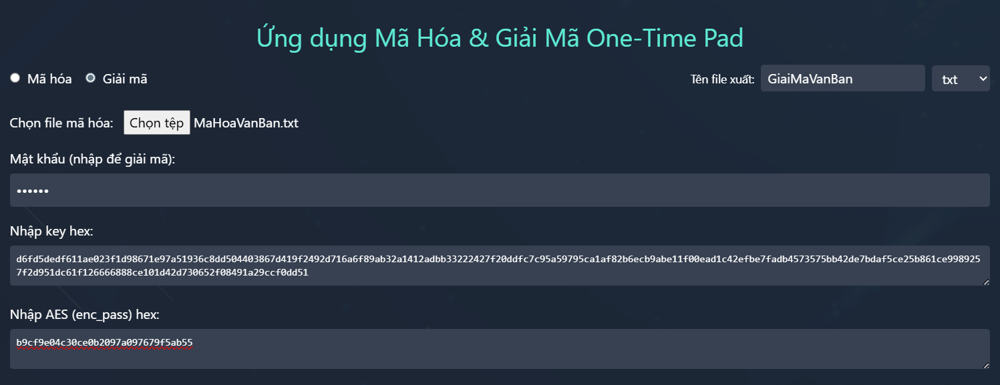 Ứng dụng Mã Hóa & Giải Mã One-Time Pad
Mã hóa Giải mã Tên file xuất: GiaiMaVanBan txt
Chọn file mã hóa: Chọn tệp MaHoaVanBan.txt
Mật khẩu (nhập để giải mã):
••••••
Nhập key hex:
d6fd5dedf611ae023f1d98671e97a51936c8dd504403867d419f2492d716a6f89ab32a1412adbb33222427f20ddfc7c95a59795ca1af82b6ecb9abe11f00ead1c42efbe7fadb4573575bb42de7bdaf5ce25b861ce9989257
7f2d951dc61f126666888ce101d42d730652f08491a29ccf0dd51
Nhập AES (enc_pass) hex:
b9cf9e04c30ce0b2097a097679f5ab55